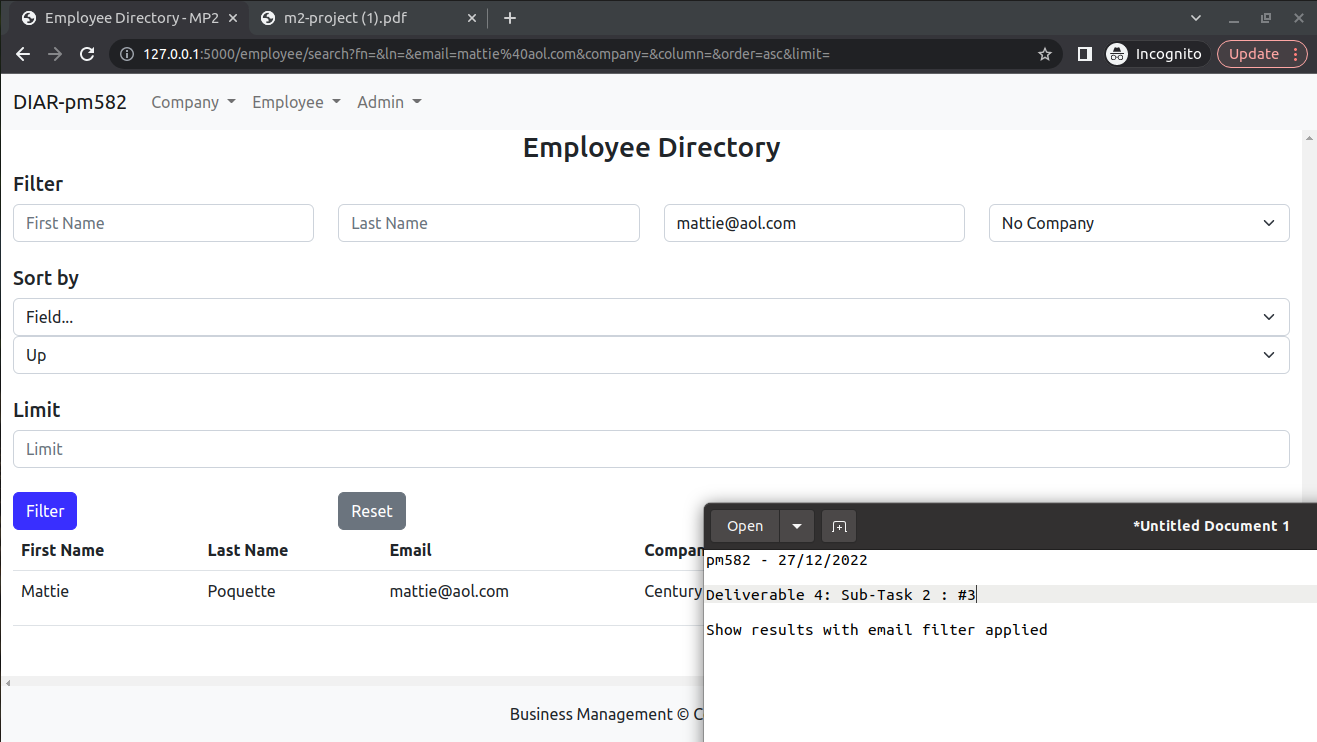 Employee Directory - MP2
m2-project (1).pdf
127.0.0.1:5000/employee/search?fn=&ln=&email=mattie%40aol.com&company=&column=&order=asc&limit=
Incognito
Update
DIAR-pm582
Company
Employee
Admin
Employee Directory
Filter
First Name
Last Name
mattie@aol.com
No Company
Sort by
Field...
Up
Limit
Limit
Filter
Reset
First Name
Last Name
Email
Mattie
Poquette
mattie@aol.com
Century
Business Management ©
Open
*Untitled Document 1
pm582 - 27/12/2022
Deliverable 4: Sub-Task 2 : #3
Show results with email filter applied